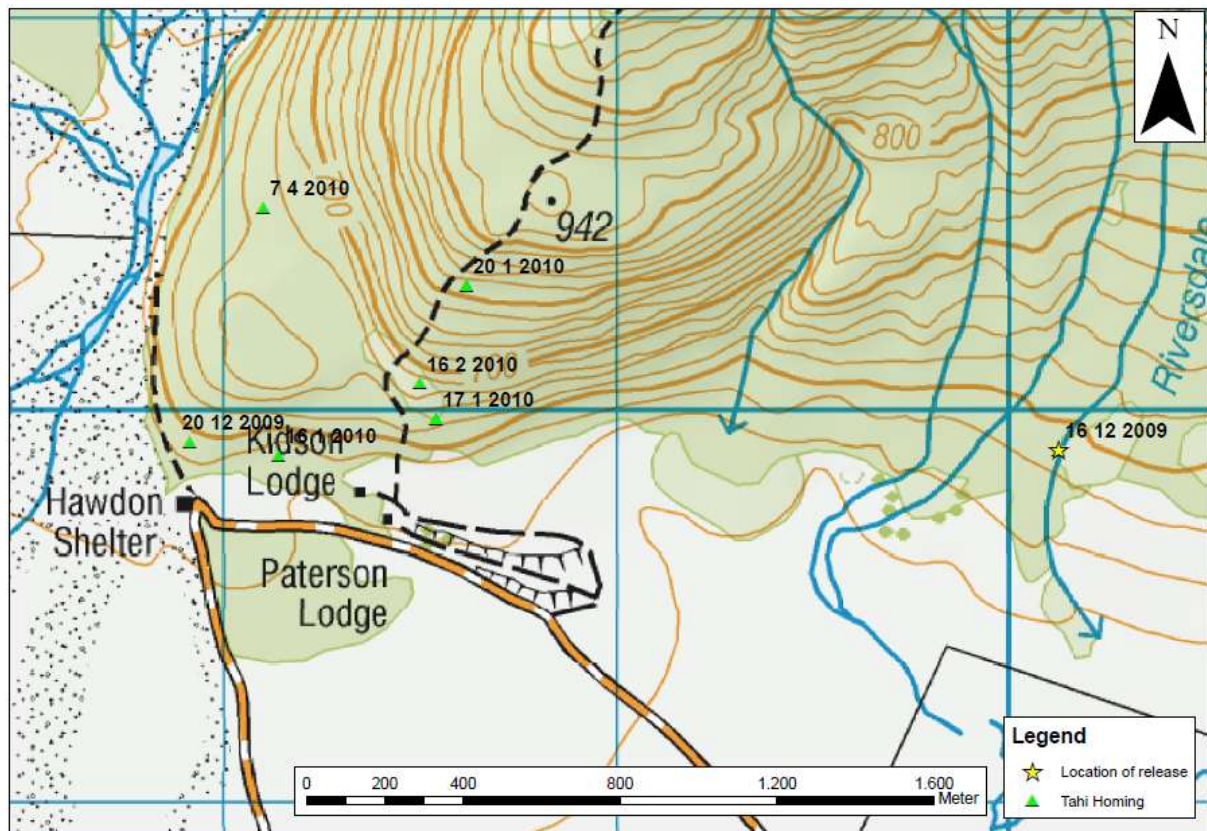 N
800
7 4 2010
942
20 1 2010
16 2 2010
700
17 1 2010
20 12 2009
16 1 2010
Kidson
Lodge
16 12 2009
Riversdale
Hawdon
Shelter
Paterson
Lodge
Legend
Location of release
Tahi Homing
0 200 400 800 1.200 1.600
Meter